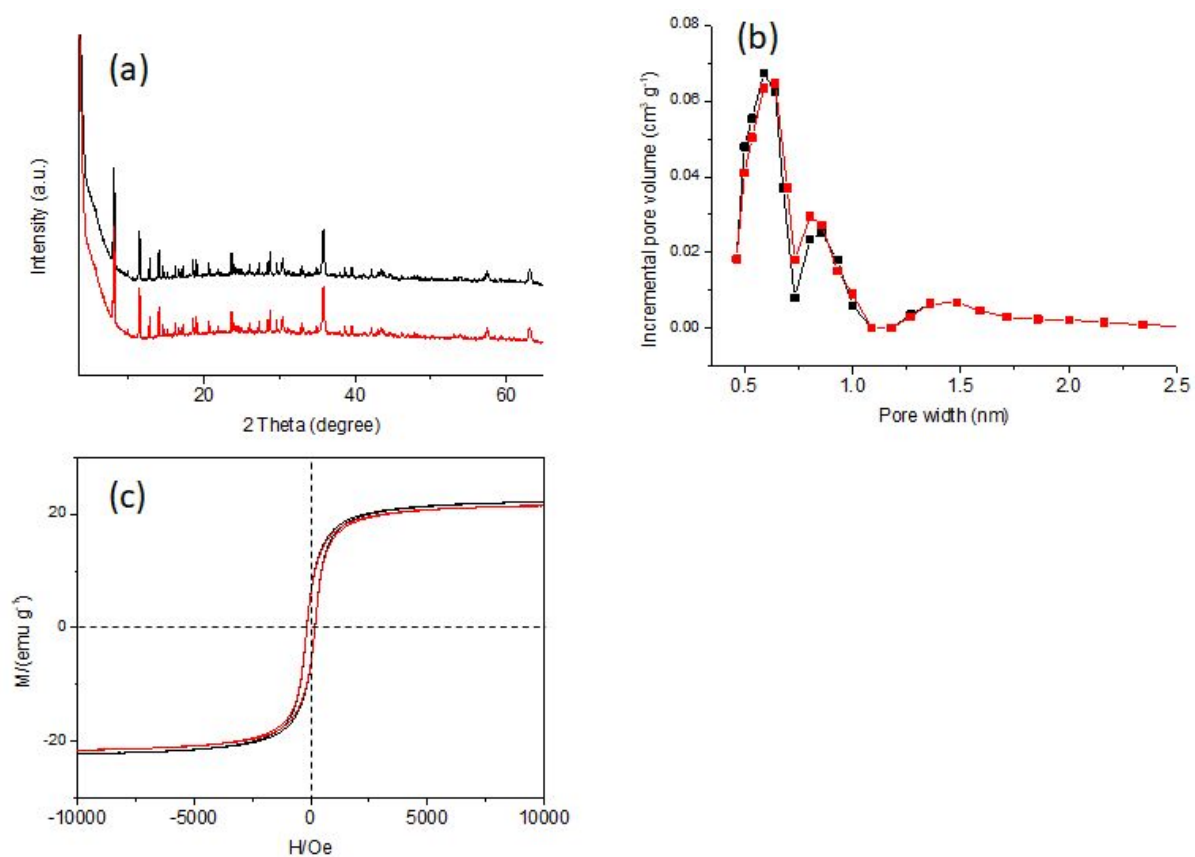 (a)
Intensity (a.u.)
20
40
60
2 Theta (degree)
(b)
Incremental pore volume (cm³ g⁻¹)
0.08
0.06
0.04
0.02
0.00
0.5
1.0
1.5
2.0
2.5
Pore width (nm)
(c)
M/(emu g⁻¹)
20
0
-20
-10000
-5000
0
5000
10000
H/Oe